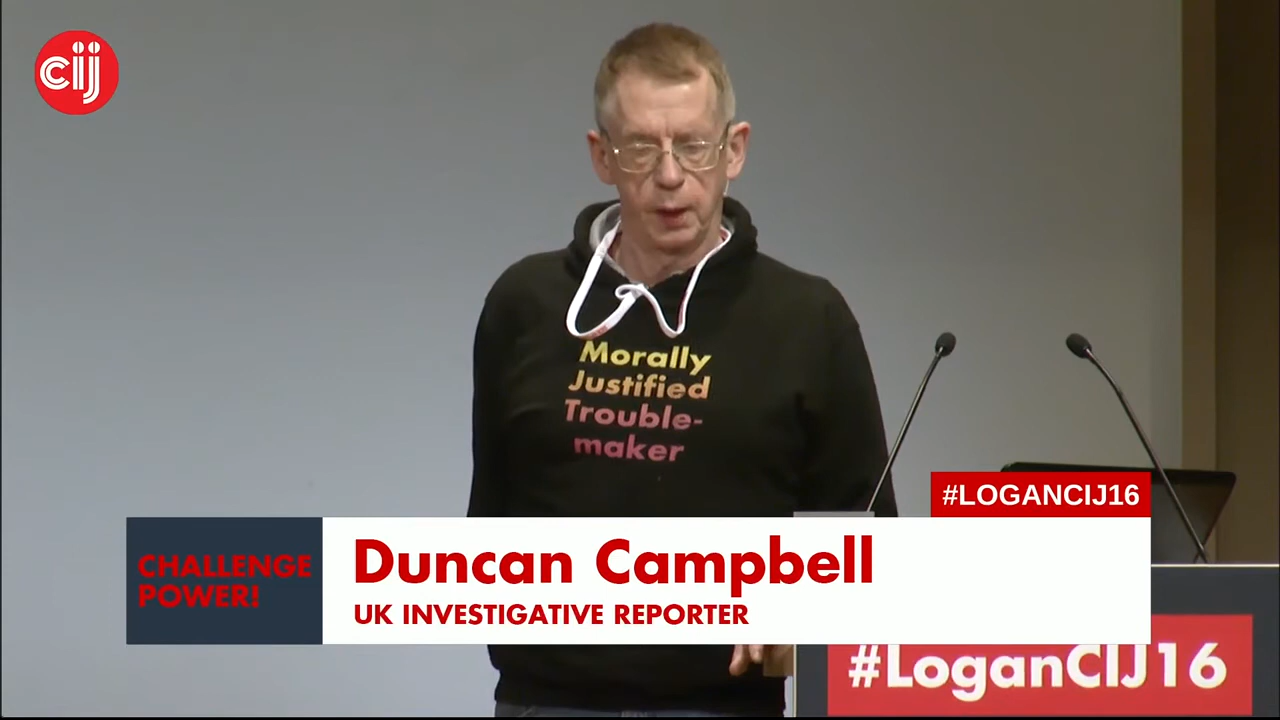 cij
Morally
Justified
Trouble-
maker
#LOGANCIJ16
CHALLENGE
POWER!
Duncan Campbell
UK INVESTIGATIVE REPORTER
#LoganCIJ16